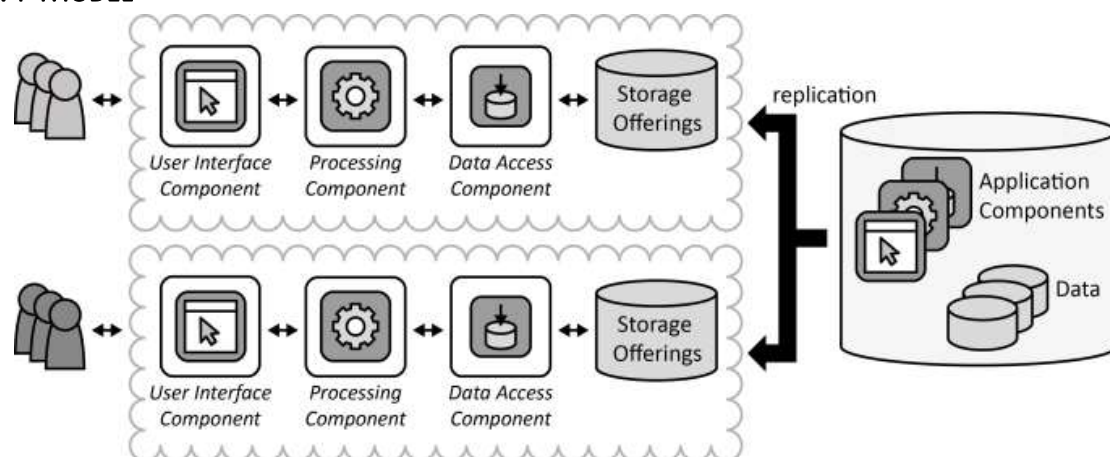 User Interface
Component
Processing
Component
Data Access
Component
Storage
Offerings
replication
Application
Components
Data
User Interface
Component
Processing
Component
Data Access
Component
Storage
Offerings